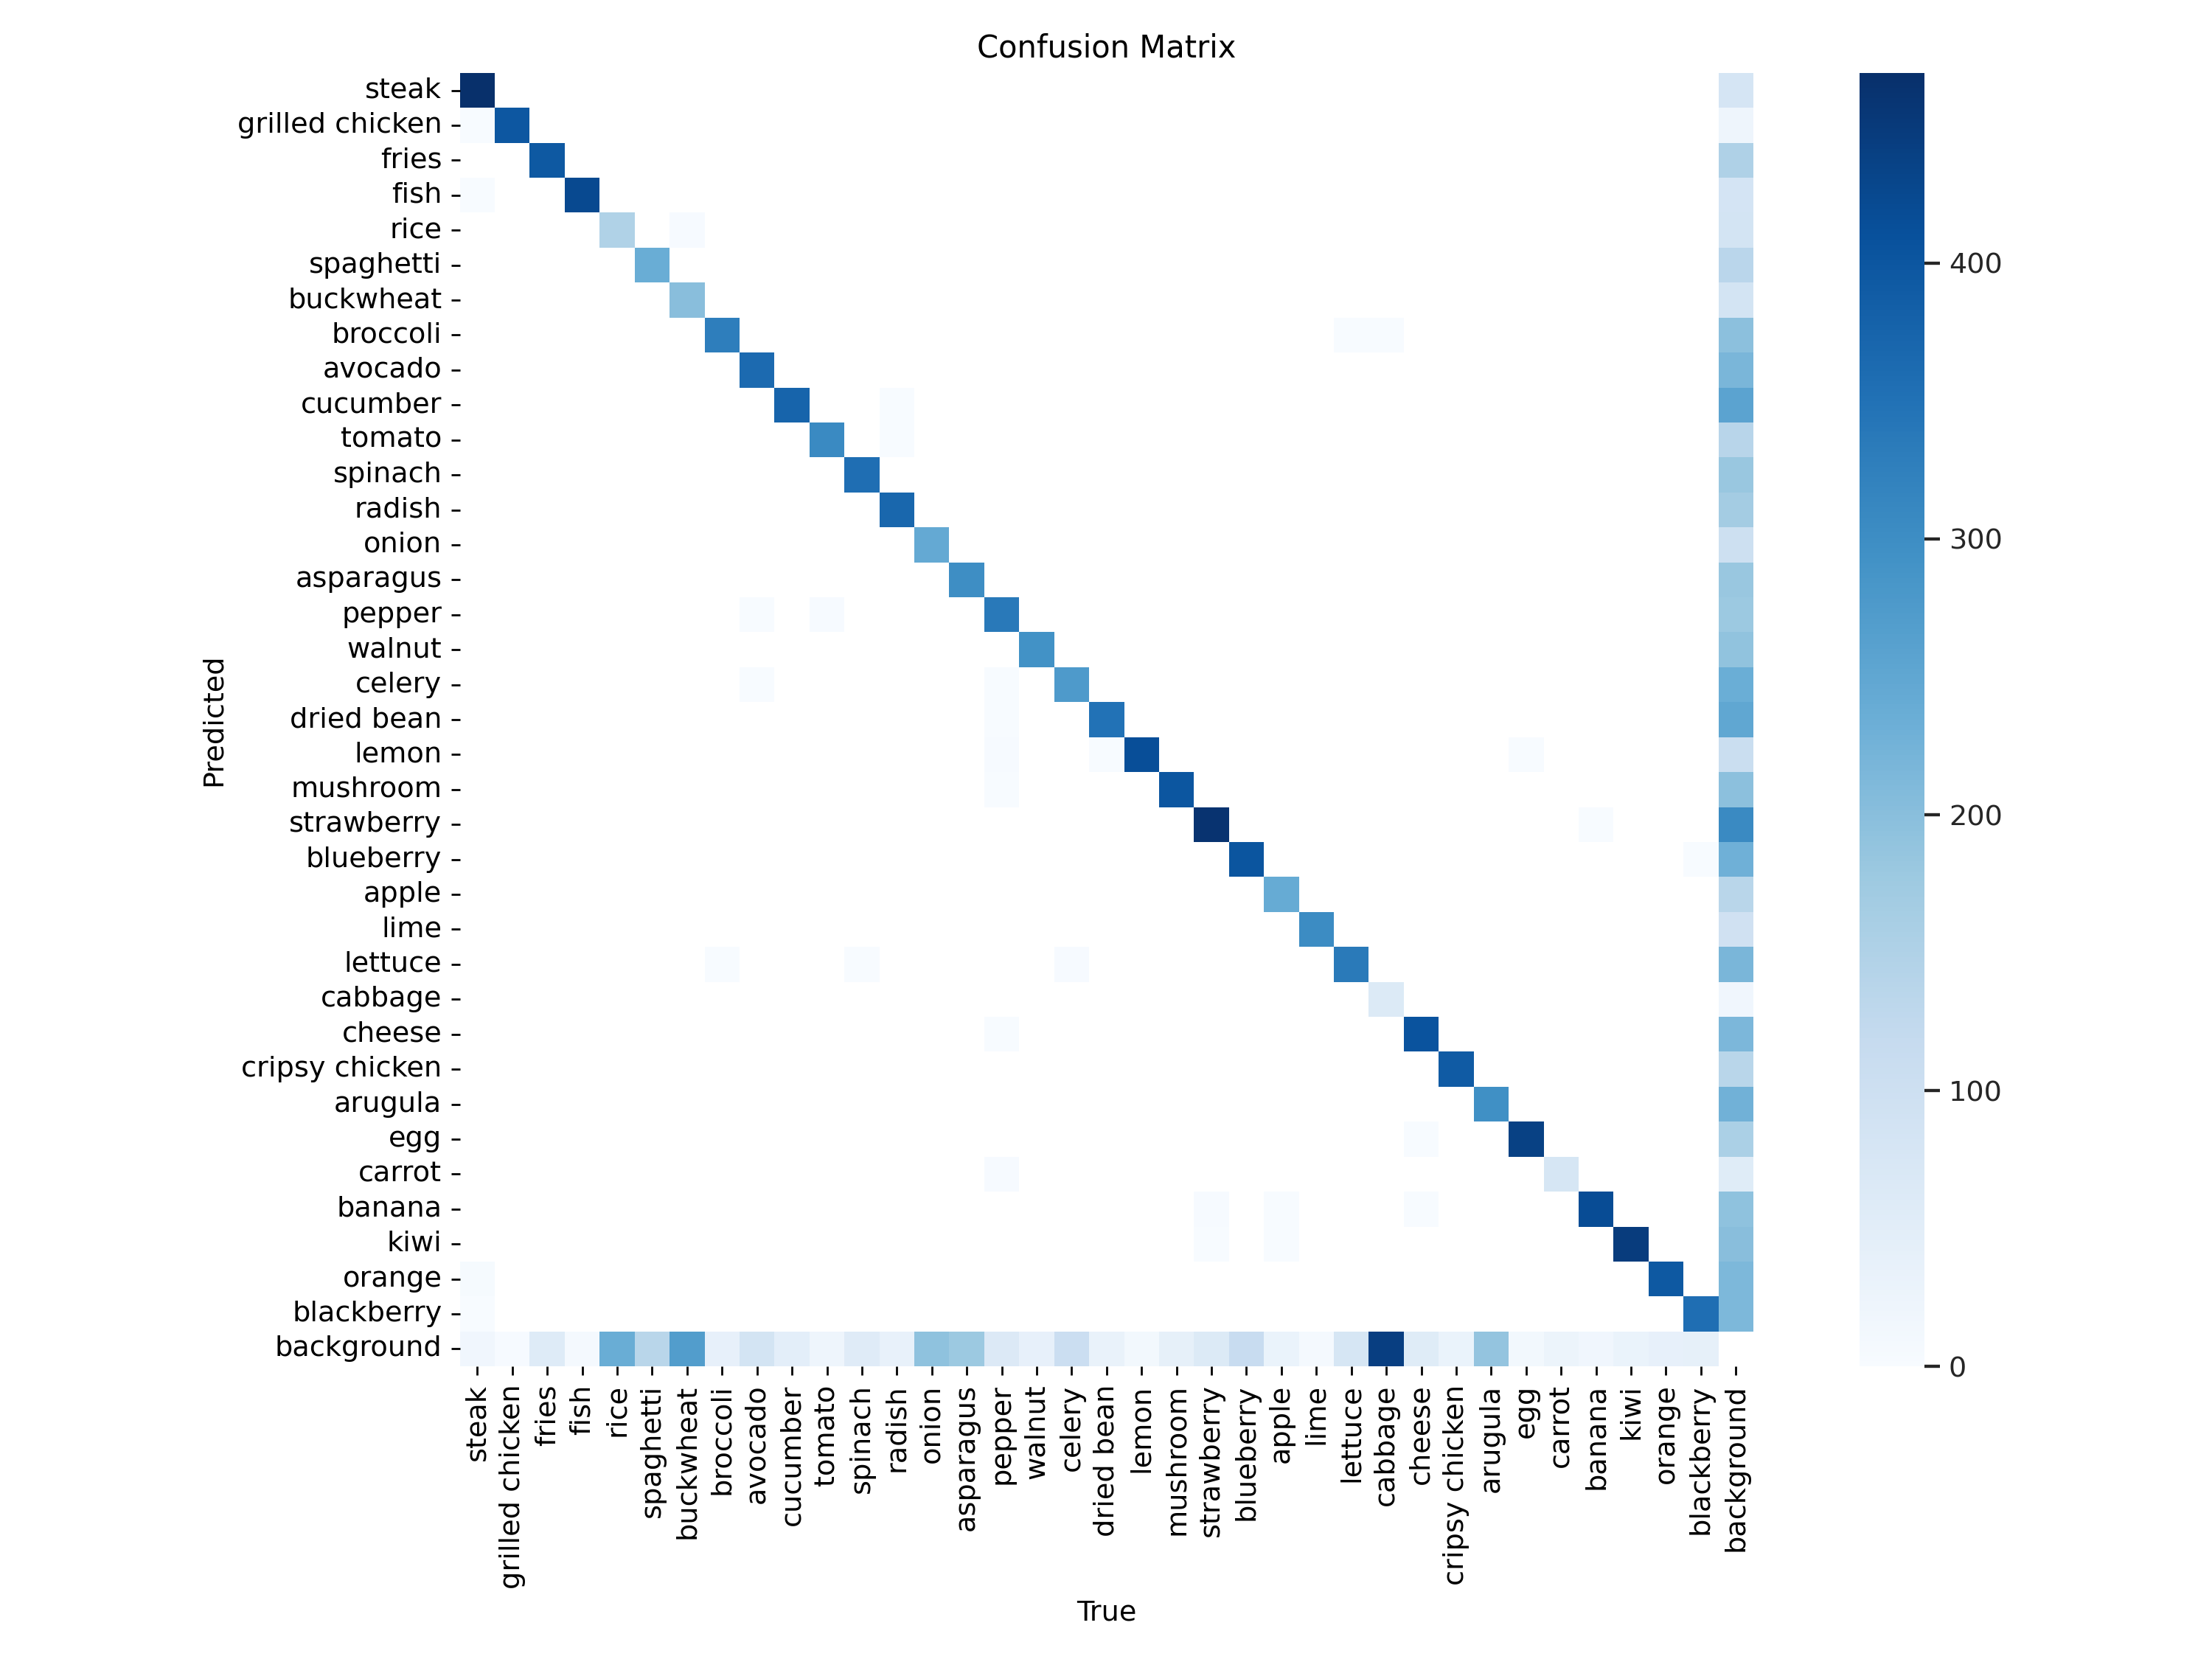 Confusion Matrix
steak
grilled chicken
fries
fish
rice
spaghetti
buckwheat
broccoli
avocado
cucumber
tomato
spinach
radish
onion
asparagus
pepper
walnut
celery
dried bean
lemon
mushroom
strawberry
blueberry
apple
lime
lettuce
cabbage
cheese
cripsy chicken
arugula
egg
carrot
banana
kiwi
orange
blackberry
background
Predicted
steak
grilled chicken
fries
fish
rice
spaghetti
buckwheat
broccoli
avocado
cucumber
tomato
spinach
radish
onion
asparagus
pepper
walnut
celery
dried bean
lemon
mushroom
strawberry
blueberry
apple
lime
lettuce
cabbage
cheese
cripsy chicken
arugula
egg
carrot
banana
kiwi
orange
blackberry
background
True
400
300
200
100
0